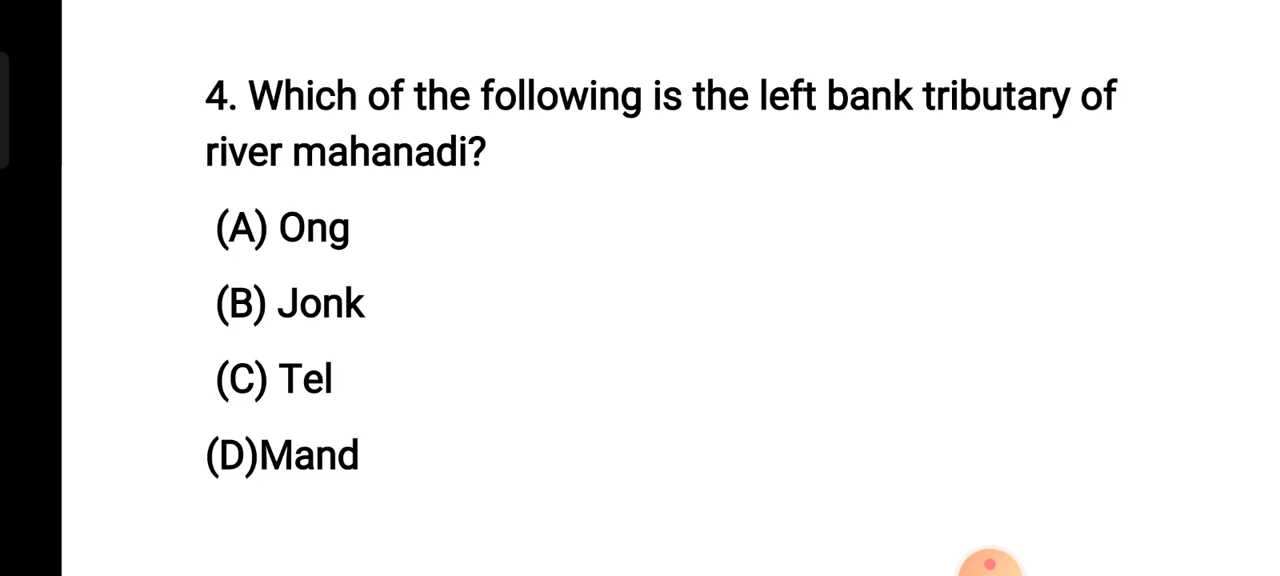 4. Which of the following is the left bank tributary of
river mahanadi?
(A) Ong
(B) Jonk
(C) Tel
(D)Mand